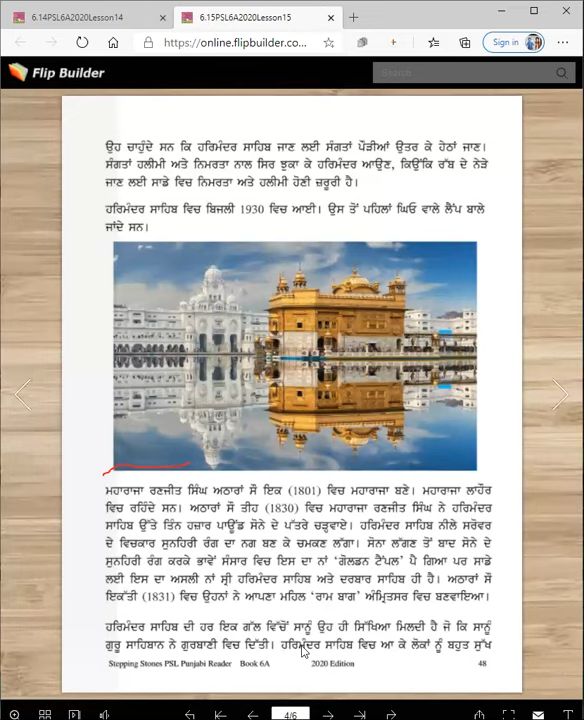 6.14PSL6A2020Lesson14
6.15PSL6A2020Lesson15
https://online.flipbuilder.co...
Sign in
Flip Builder
Search
ਉਹ ਚਾਹੁੰਦੇ ਸਨ ਕਿ ਹਰਿਮੰਦਰ ਸਾਹਿਬ ਜਾਣ ਲਈ ਸੰਗਤਾਂ ਪੌੜੀਆਂ ਉਤਰ ਕੇ ਹੇਠਾਂ ਜਾਣ।
ਸੰਗਤਾਂ ਹਲੀਮੀ ਅਤੇ ਨਿਮਰਤਾ ਨਾਲ ਸਿਰ ਝੁਕਾ ਕੇ ਹਰਿਮੰਦਰ ਆਉਣ, ਕਿਉਂਕਿ ਰੱਬ ਦੇ ਨੇੜੇ
ਜਾਣ ਲਈ ਸਾਡੇ ਵਿਚ ਨਿਮਰਤਾ ਅਤੇ ਹਲੀਮੀ ਹੋਣੀ ਜ਼ਰੂਰੀ ਹੈ।
ਹਰਿਮੰਦਰ ਸਾਹਿਬ ਵਿਚ ਬਿਜਲੀ 1930 ਵਿਚ ਆਈ। ਉਸ ਤੋਂ ਪਹਿਲਾਂ ਘਿਓ ਵਾਲੇ ਲੈਂਪ ਬਾਲੇ
ਜਾਂਦੇ ਸਨ।
ਮਹਾਰਾਜਾ ਰਣਜੀਤ ਸਿੰਘ ਅਠਾਰਾਂ ਸੌ ਇਕ (1801) ਵਿਚ ਮਹਾਰਾਜਾ ਬਣੇ। ਮਹਾਰਾਜਾ ਲਾਹੌਰ
ਵਿਚ ਰਹਿੰਦੇ ਸਨ। ਅਠਾਰਾਂ ਸੌ ਤੀਹ (1830) ਵਿਚ ਮਹਾਰਾਜਾ ਰਣਜੀਤ ਸਿੰਘ ਨੇ ਹਰਿਮੰਦਰ
ਸਾਹਿਬ ਉੱਤੇ ਤਿੰਨ ਹਜ਼ਾਰ ਪਾਊਂਡ ਸੋਨੇ ਦੇ ਪੱਤਰੇ ਚੜ੍ਹਵਾਏ। ਹਰਿਮੰਦਰ ਸਾਹਿਬ ਨੀਲੇ ਸਰੋਵਰ
ਦੇ ਵਿਚਕਾਰ ਸੁਨਹਿਰੀ ਰੰਗ ਦਾ ਨਗ ਬਣ ਕੇ ਚਮਕਣ ਲੱਗਾ। ਸੋਨਾ ਲੱਗਣ ਤੋਂ ਬਾਦ ਸੋਨੇ ਦੇ
ਸੁਨਹਿਰੀ ਰੰਗ ਕਰਕੇ ਭਾਵੇਂ ਸੰਸਾਰ ਵਿਚ ਇਸ ਦਾ ਨਾਂ 'ਗੋਲਡਨ ਟੈਂਪਲ' ਪੈ ਗਿਆ ਪਰ ਸਾਡੇ
ਲਈ ਇਸ ਦਾ ਅਸਲੀ ਨਾਂ ਸ੍ਰੀ ਹਰਿਮੰਦਰ ਸਾਹਿਬ ਅਤੇ ਦਰਬਾਰ ਸਾਹਿਬ ਹੀ ਹੈ। ਅਠਾਰਾਂ ਸੌ
ਇਕੱਤੀ (1831) ਵਿਚ ਉਹਨਾਂ ਨੇ ਆਪਣਾ ਮਹਿਲ 'ਰਾਮ ਬਾਗ' ਅੰਮ੍ਰਿਤਸਰ ਵਿਚ ਬਣਵਾਇਆ।
ਹਰਿਮੰਦਰ ਸਾਹਿਬ ਦੀ ਹਰ ਇਕ ਗੱਲ ਵਿੱਚੋਂ ਸਾਨੂੰ ਉਹ ਹੀ ਸਿੱਖਿਆ ਮਿਲਦੀ ਹੈ ਜੋ ਕਿ ਸਾਨੂੰ
ਗੁਰੂ ਸਾਹਿਬਾਨ ਨੇ ਗੁਰਬਾਣੀ ਵਿਚ ਦਿੱਤੀ। ਹਰਿਮੰਦਰ ਸਾਹਿਬ ਵਿਚ ਆ ਕੇ ਲੋਕਾਂ ਨੂੰ ਬਹੁਤ ਸੁੱਖ
Stepping Stones PSL Punjabi Reader Book 6A 2020 Edition 48
4/6